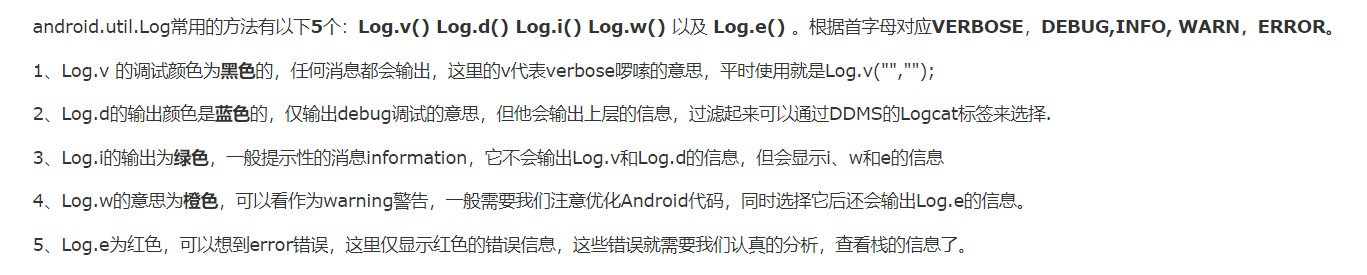 android.util.Log常用的方法有以下5个：Log.v() Log.d() Log.i() Log.w() 以及 Log.e() 。根据首字母对应VERBOSE，DEBUG,INFO, WARN，ERROR。
1、Log.v 的调试颜色为黑色的，任何消息都会输出，这里的v代表verbose啰嗦的意思，平时使用就是Log.v("","");
2、Log.d的输出颜色是蓝色的，仅输出debug调试的意思，但他会输出上层的信息，过滤起来可以通过DDMS的Logcat标签来选择.
3、Log.i的输出为绿色，一般提示性的消息information，它不会输出Log.v和Log.d的信息，但会显示i、w和e的信息
4、Log.w的意思为橙色，可以看作为warning警告，一般需要我们注意优化Android代码，同时选择它后还会输出Log.e的信息。
5、Log.e为红色，可以想到error错误，这里仅显示红色的错误信息，这些错误就需要我们认真的分析，查看栈的信息了。